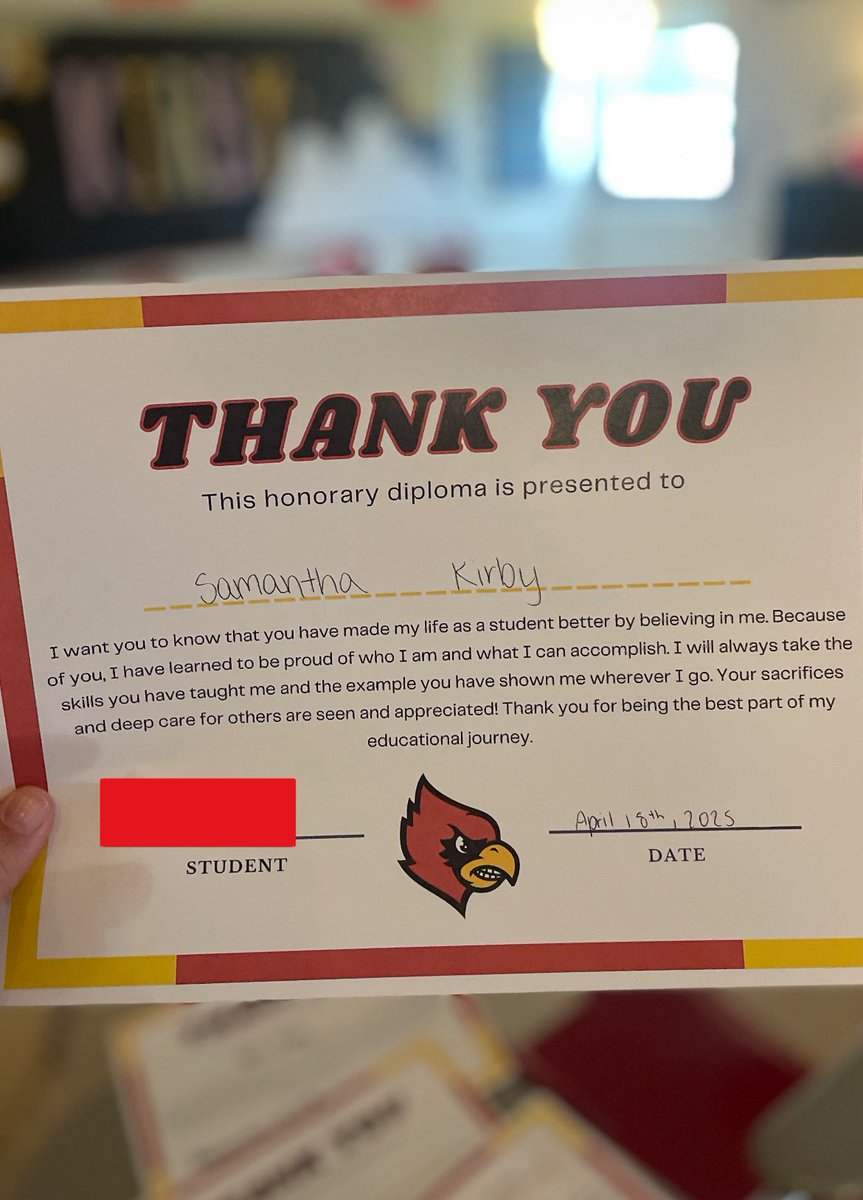 THANK YOU
This honorary diploma is presented to
Samantha Kirby
I want you to know that you have made my life as a student better by believing in me. Because
of you, I have learned to be proud of who I am and what I can accomplish. I will always take the
skills you have taught me and the example you have shown me wherever I go. Your sacrifices
and deep care for others are seen and appreciated! Thank you for being the best part of my
educational journey.
April 18th, 2025
STUDENT
DATE